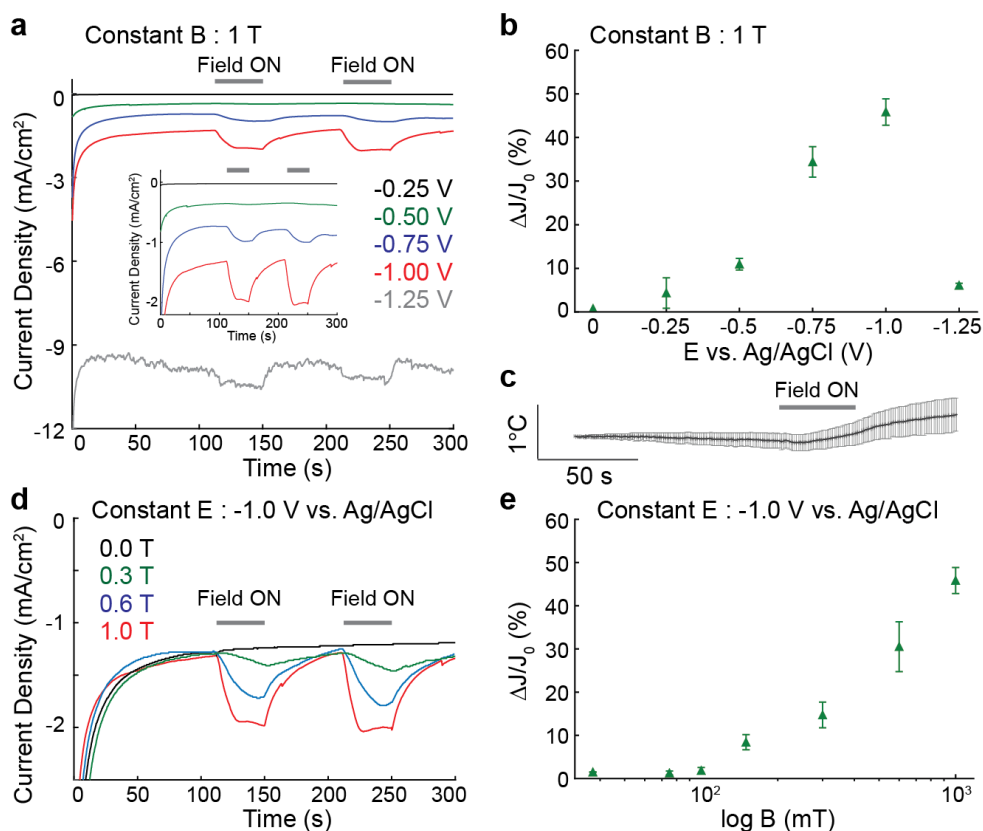 a
Constant B : 1 T
Field ON
Field ON
0
-3
-6
-9
-12
Current Density (mA/cm²)
0
-1
-2
Current Density (mA/cm²)
0 100 200 300
Time (s)
-0.25 V
-0.50 V
-0.75 V
-1.00 V
-1.25 V
0 50 100 150 200 250 300
Time (s)
b
Constant B : 1 T
60
50
40
30
20
10
0
ΔJ/J₀ (%)
0 -0.25 -0.5 -0.75 -1.0 -1.25
E vs. Ag/AgCl (V)
c
Field ON
1°C
50 s
d
Constant E : -1.0 V vs. Ag/AgCl
0
-1
-2
Current Density (mA/cm²)
0.0 T
0.3 T
0.6 T
1.0 T
Field ON
Field ON
0 50 100 150 200 250 300
Time (s)
e
Constant E : -1.0 V vs. Ag/AgCl
60
50
40
30
20
10
0
ΔJ/J₀ (%)
10² 10³
log B (mT)